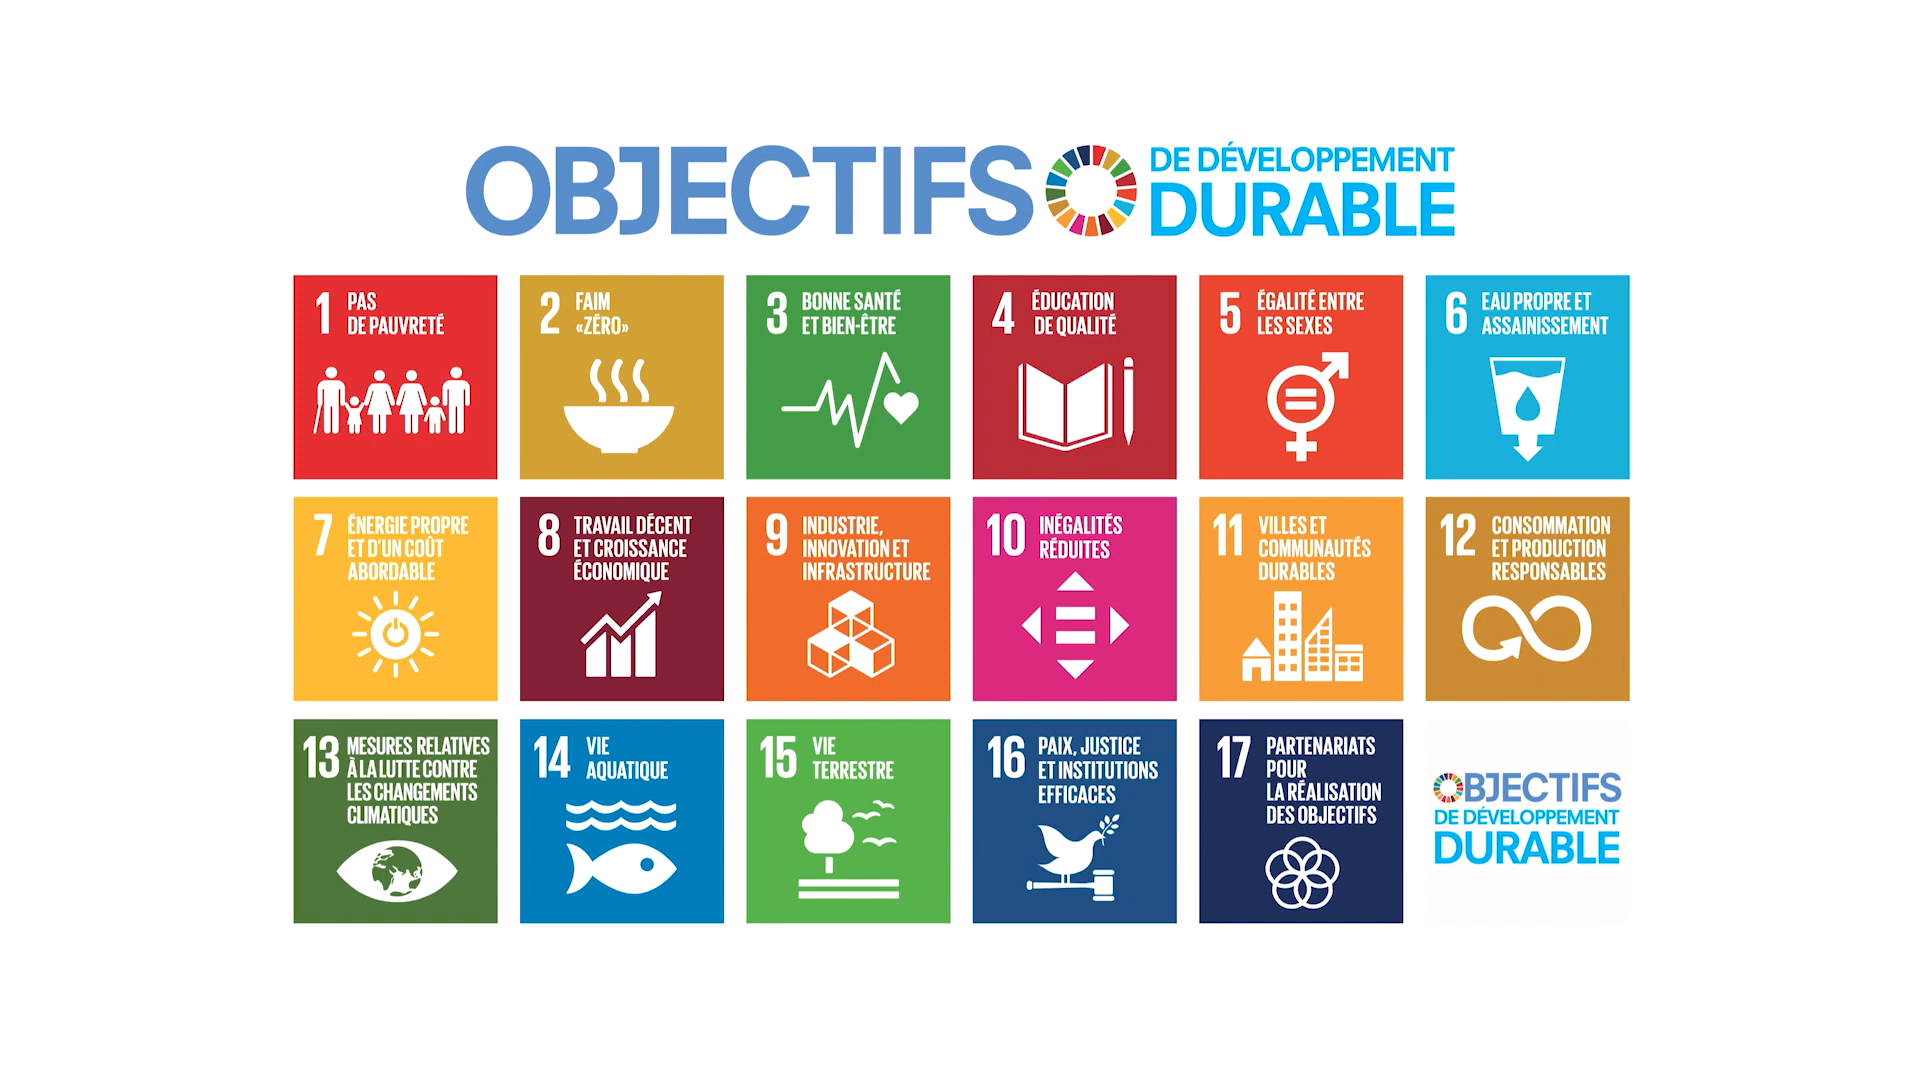 OBJECTIFS
DE DÉVELOPPEMENT
DURABLE
1 PAS
DE PAUVRETÉ
2 FAIM
«ZÉRO»
3 BONNE SANTÉ
ET BIEN-ÊTRE
4 ÉDUCATION
DE QUALITÉ
5 ÉGALITÉ ENTRE
LES SEXES
6 EAU PROPRE ET
ASSAINISSEMENT
7 ÉNERGIE PROPRE
ET D'UN COÛT
ABORDABLE
8 TRAVAIL DÉCENT
ET CROISSANCE
ÉCONOMIQUE
9 INDUSTRIE,
INNOVATION ET
INFRASTRUCTURE
10 INÉGALITÉS
RÉDUITES
11 VILLES ET
COMMUNAUTÉS
DURABLES
12 CONSOMMATION
ET PRODUCTION
RESPONSABLES
13 MESURES RELATIVES
À LA LUTTE CONTRE
LES CHANGEMENTS
CLIMATIQUES
14 VIE
AQUATIQUE
15 VIE
TERRESTRE
16 PAIX, JUSTICE
ET INSTITUTIONS
EFFICACES
17 PARTENARIATS
POUR
LA RÉALISATION
DES OBJECTIFS
OBJECTIFS
DE DÉVELOPPEMENT
DURABLE